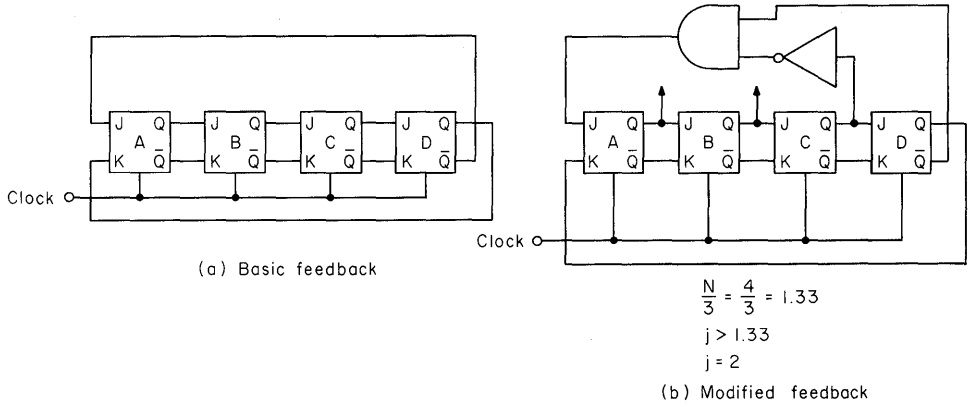 J Q J Q J Q J Q
A B C D
K Q̅ K Q̅ K Q̅ K Q̅
Clock
(a) Basic feedback
J Q J Q J Q J Q
A B C D
K Q̅ K Q̅ K Q̅ K Q̅
Clock
N/3 = 4/3 = 1.33
j > 1.33
j = 2
(b) Modified feedback